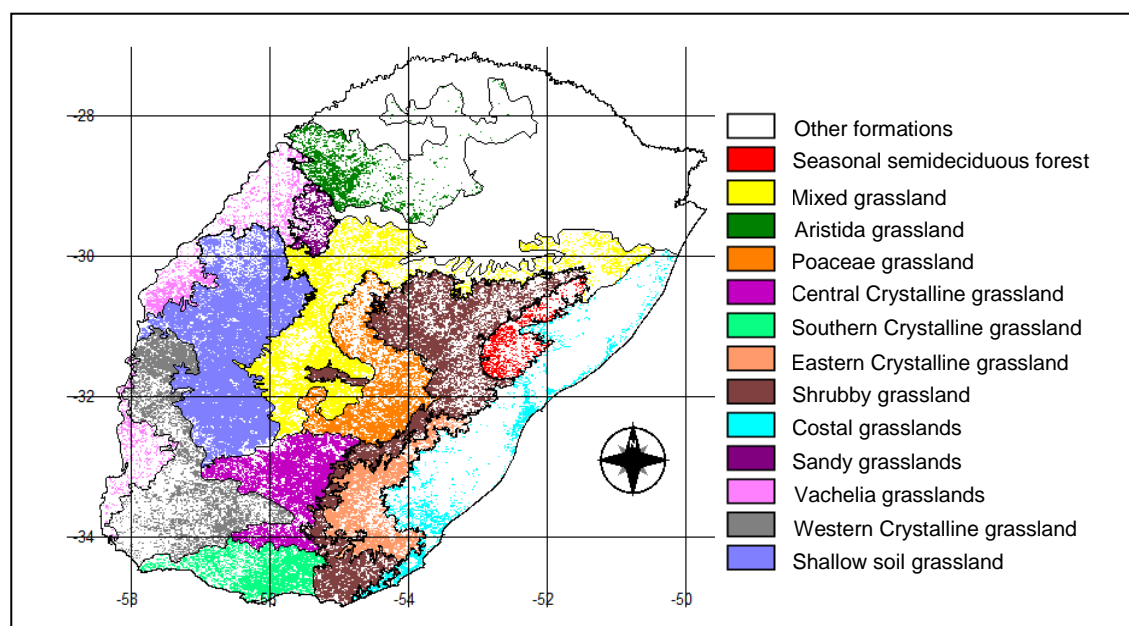 -28
-30
-32
-34
-58
-54
-52
-50
Other formations
Seasonal semideciduous forest
Mixed grassland
Aristida grassland
Poaceae grassland
Central Crystalline grassland
Southern Crystalline grassland
Eastern Crystalline grassland
Shrubby grassland
Costal grasslands
Sandy grasslands
Vachelia grasslands
Western Crystalline grassland
Shallow soil grassland